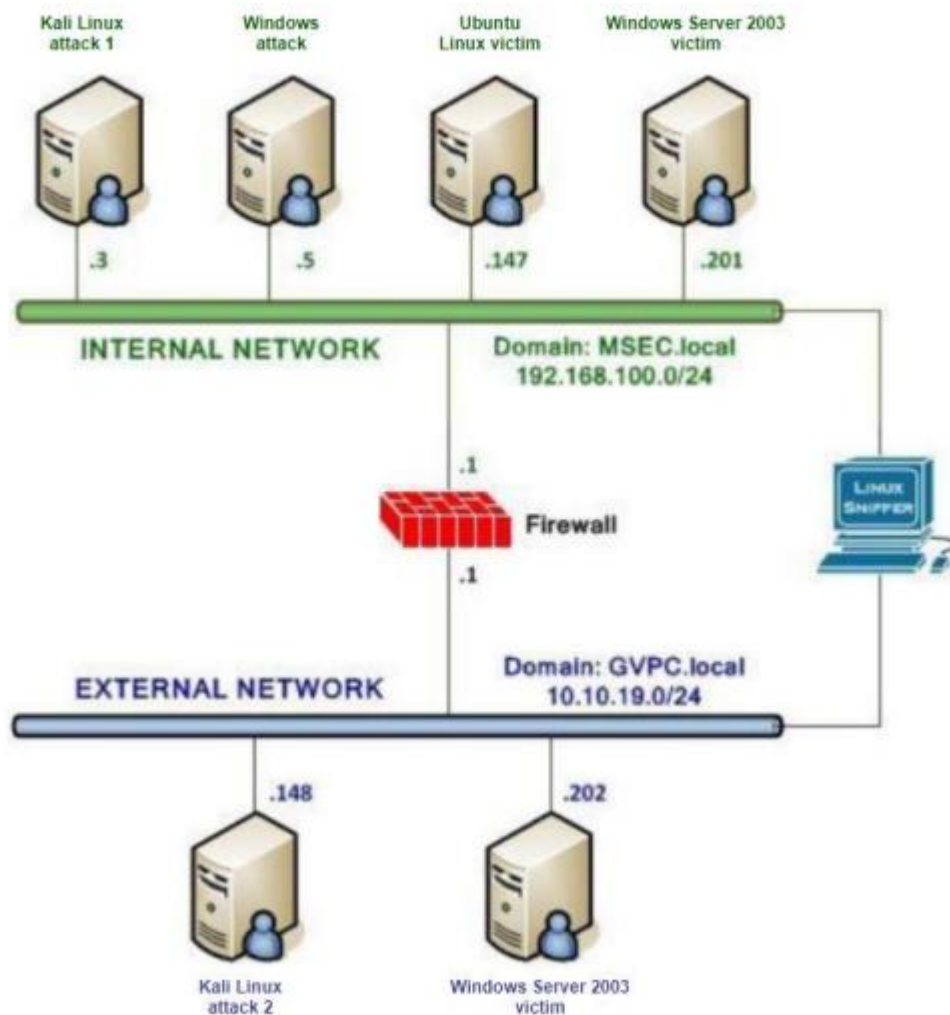 Kali Linux
attack 1
Windows
attack
Ubuntu
Linux victim
Windows Server 2003
victim
.3
.5
.147
.201
INTERNAL NETWORK
Domain: MSEC.local
192.168.100.0/24
.1
Firewall
.1
LINUX
SNIFFER
EXTERNAL NETWORK
Domain: GVPC.local
10.10.19.0/24
.148
.202
Kali Linux
attack 2
Windows Server 2003
victim